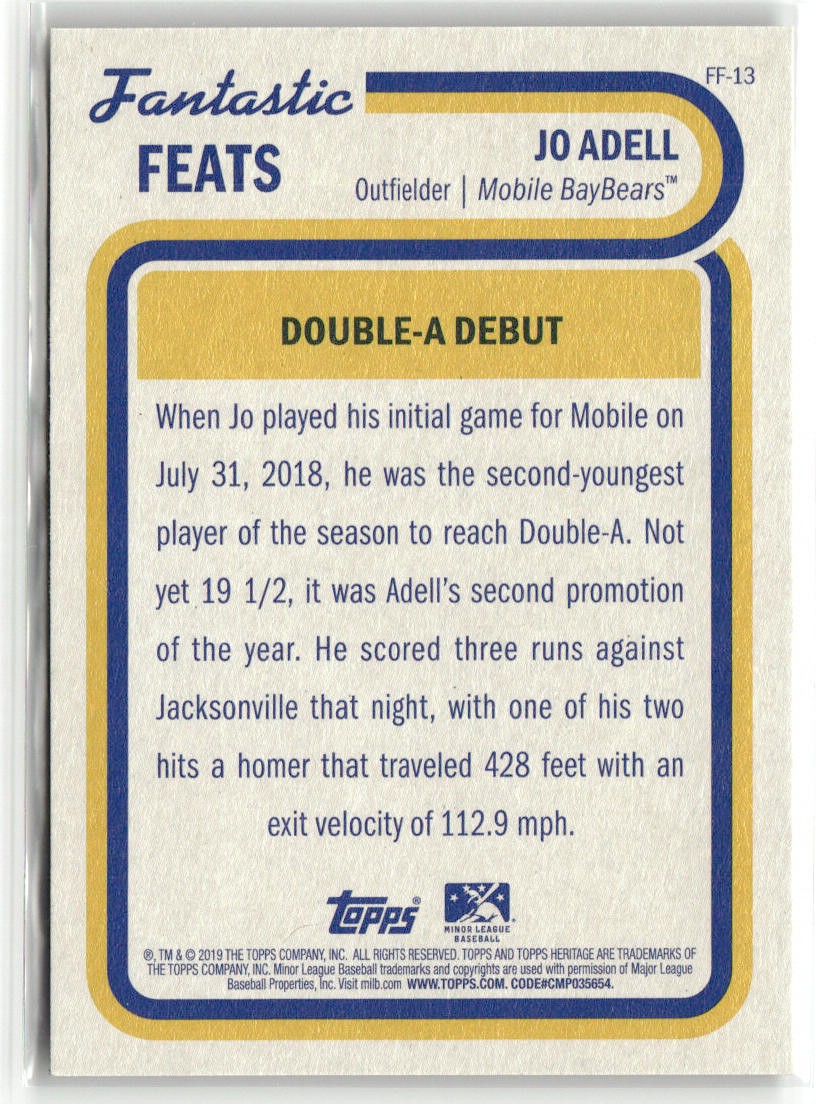 Fantastic
FEATS
FF-13
JO ADELL
Outfielder | Mobile BayBears™
DOUBLE-A DEBUT
When Jo played his initial game for Mobile on
July 31, 2018, he was the second-youngest
player of the season to reach Double-A. Not
yet 19 1/2, it was Adell's second promotion
of the year. He scored three runs against
Jacksonville that night, with one of his two
hits a homer that traveled 428 feet with an
exit velocity of 112.9 mph.
topps®
MINOR LEAGUE
BASEBALL
®, TM & © 2019 THE TOPPS COMPANY, INC. ALL RIGHTS RESERVED. TOPPS AND TOPPS HERITAGE ARE TRADEMARKS OF
THE TOPPS COMPANY, INC. Minor League Baseball trademarks and copyrights are used with permission of Major League
Baseball Properties, Inc. Visit milb.com WWW.TOPPS.COM. CODE#CMP035654.